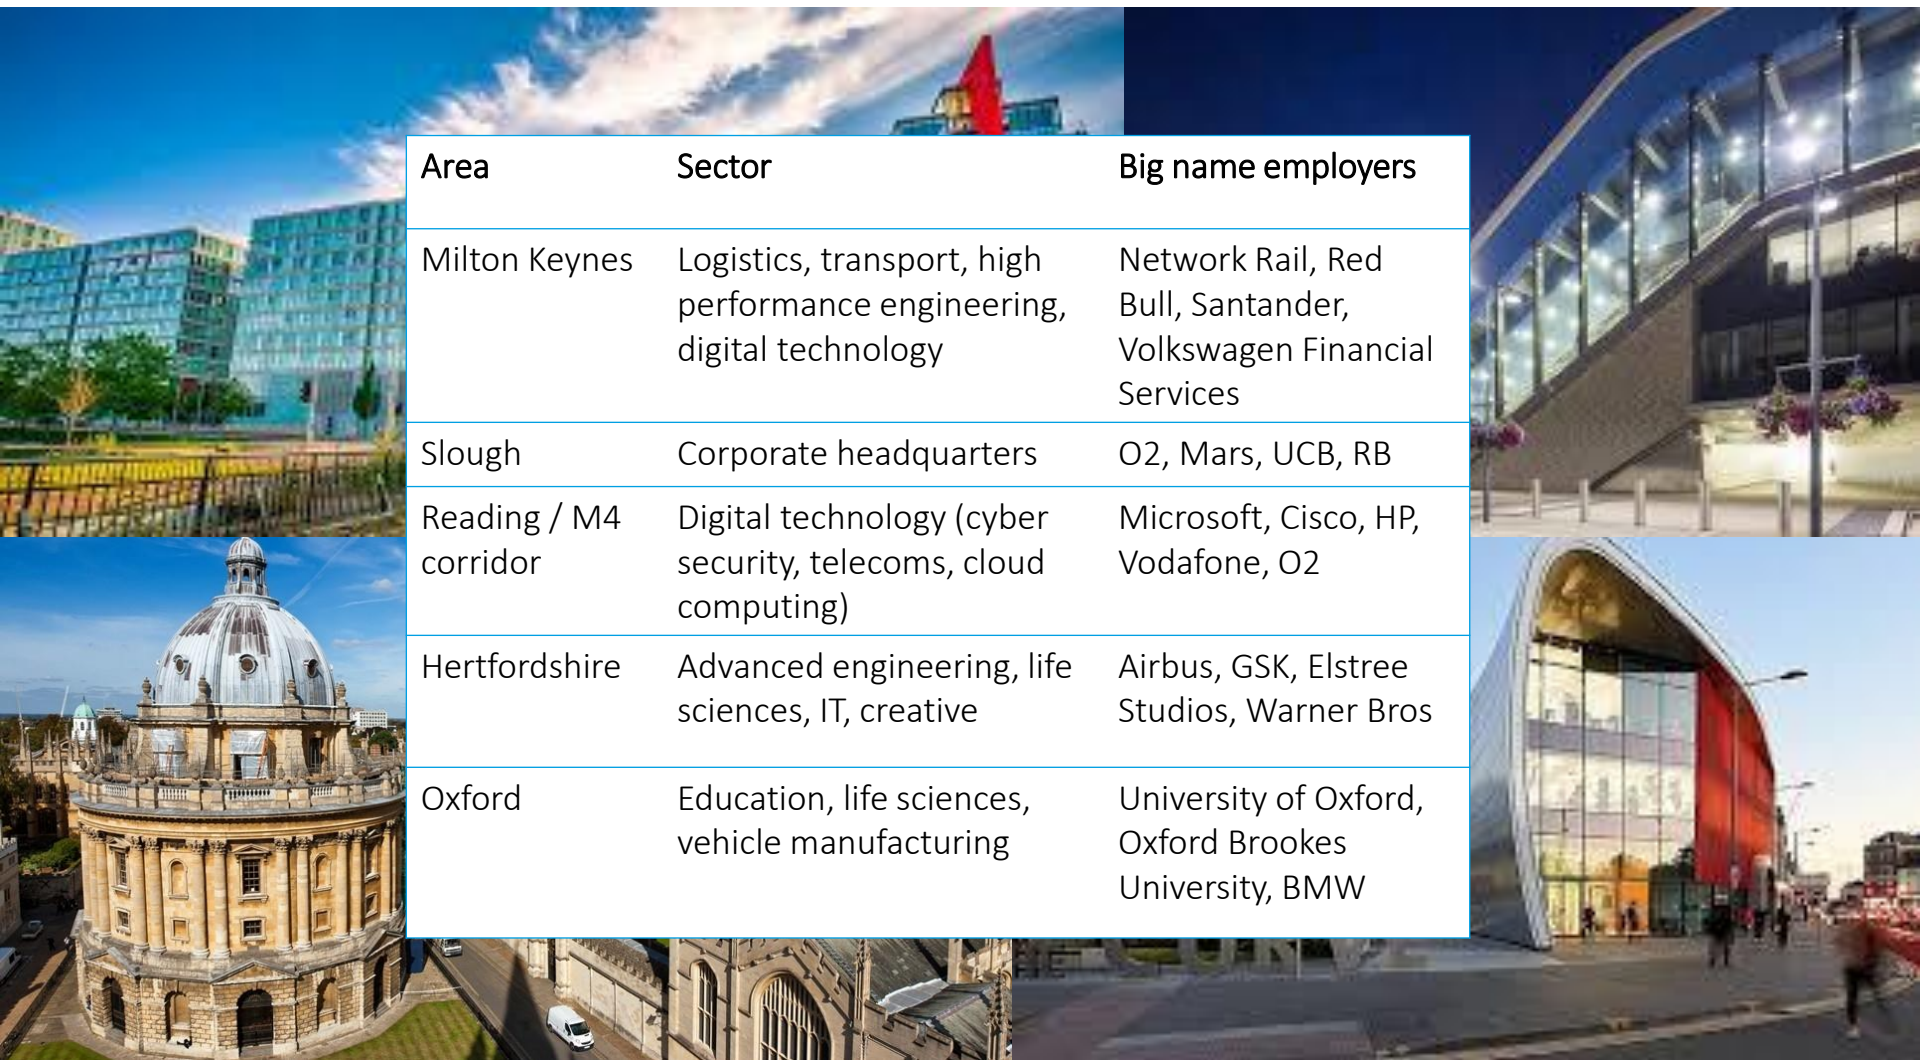 Area Sector Big name employers
Milton Keynes Logistics, transport, high performance engineering, digital technology Network Rail, Red Bull, Santander, Volkswagen Financial Services
Slough Corporate headquarters O2, Mars, UCB, RB
Reading / M4 corridor Digital technology (cyber security, telecoms, cloud computing) Microsoft, Cisco, HP, Vodafone, O2
Hertfordshire Advanced engineering, life sciences, IT, creative Airbus, GSK, Elstree Studios, Warner Bros
Oxford Education, life sciences, vehicle manufacturing University of Oxford, Oxford Brookes University, BMW